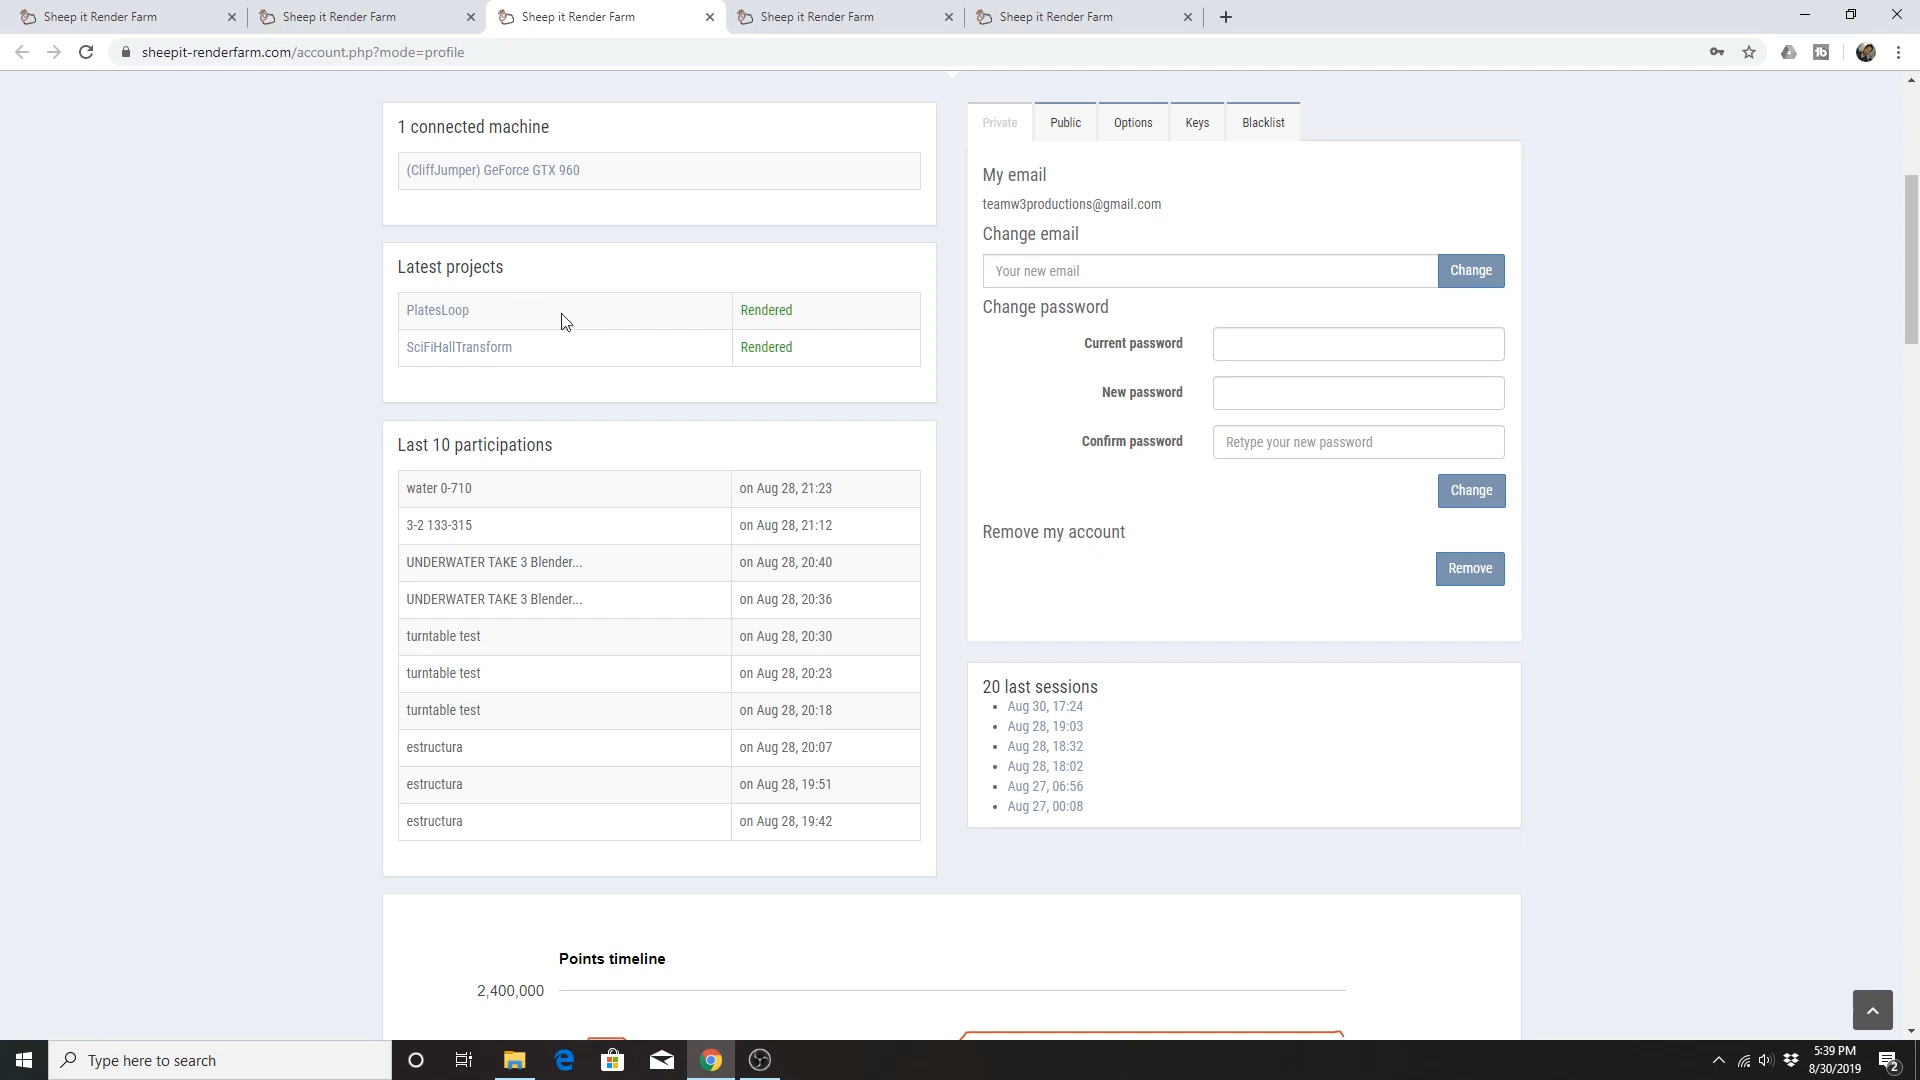 Sheep it Render Farm
Sheep it Render Farm
Sheep it Render Farm
Sheep it Render Farm
Sheep it Render Farm
sheepit-renderfarm.com/account.php?mode=profile
1 connected machine
(CliffJumper) GeForce GTX 960
Latest projects
PlatesLoop Rendered
SciFiHallTransform Rendered
Last 10 participations
water 0-710 on Aug 28, 21:23
3-2 133-315 on Aug 28, 21:12
UNDERWATER TAKE 3 Blender... on Aug 28, 20:40
UNDERWATER TAKE 3 Blender... on Aug 28, 20:36
turntable test on Aug 28, 20:30
turntable test on Aug 28, 20:23
turntable test on Aug 28, 20:18
estructura on Aug 28, 20:07
estructura on Aug 28, 19:51
estructura on Aug 28, 19:42
Private Public Options Keys Blacklist
My email
teamw3productions@gmail.com
Change email
Your new email Change
Change password
Current password
New password
Confirm password Retype your new password
Change
Remove my account
Remove
20 last sessions
Aug 30, 17:24
Aug 28, 19:03
Aug 28, 18:32
Aug 28, 18:02
Aug 27, 06:56
Aug 27, 00:08
Points timeline
2,400,000
Type here to search
5:39 PM
8/30/2019
2